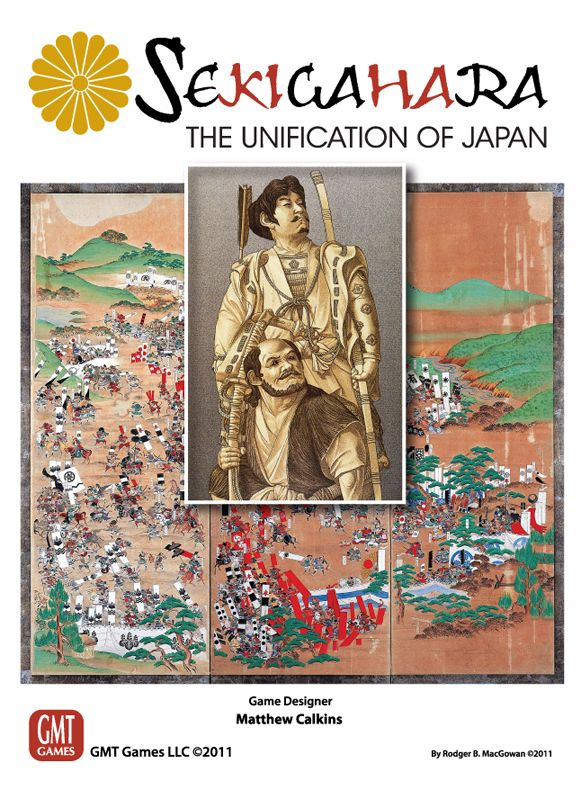 SEKIGAHARA
THE UNIFICATION OF JAPAN
Game Designer
Matthew Calkins
GMT
GAMES
GMT Games LLC ©2011
By Rodger B. MacGowan ©2011